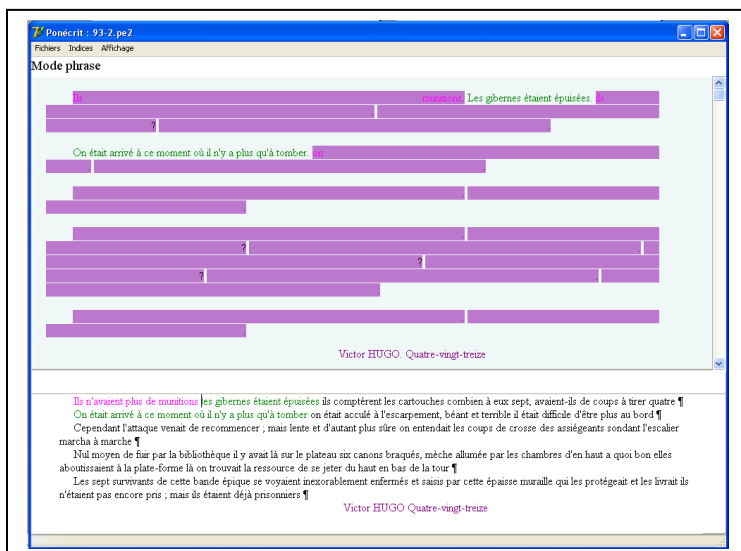 Ponécrit : 93-2.pe2
Fichiers Indices Affichage
Mode phrase
Ils munitions. Les gibernes étaient épuisées. ils
. .
? .
On était arrivé à ce moment où il n'y a plus qu'à tomber. on
. .
. .
.
. .
? . 
? 
? .
.
. .
.
Victor HUGO. Quatre-vingt-treize
Ils n'avaient plus de munitions les gibernes étaient épuisées ils comptèrent les cartouches combien à eux sept, avaient-ils de coups à tirer quatre ¶
On était arrivé à ce moment où il n'y a plus qu'à tomber on était acculé à l'escarpement, béant et terrible il était difficile d'être plus au bord ¶
Cependant l'attaque venait de recommencer ; mais lente et d'autant plus sûre on entendait les coups de crosse des assiégeants sondant l'escalier
marcha à marche ¶
Nul moyen de fuir par la bibliothèque il y avait là sur le plateau six canons braqués, mèche allumée par les chambres d'en haut a quoi bon elles
aboutissaient à la plate-forme là on trouvait la ressource de se jeter du haut en bas de la tour ¶
Les sept survivants de cette bande épique se voyaient inexorablement enfermés et saisis par cette épaisse muraille qui les protégeait et les livrait ils
n'étaient pas encore pris ; mais ils étaient déjà prisonniers ¶
Victor HUGO Quatre-vingt-treize